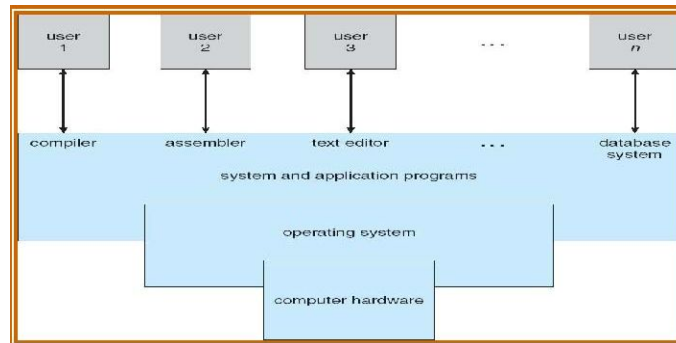 user user user ... user
1 2 3 n
compiler assembler text editor ... database
system
system and application programs
operating system
computer hardware